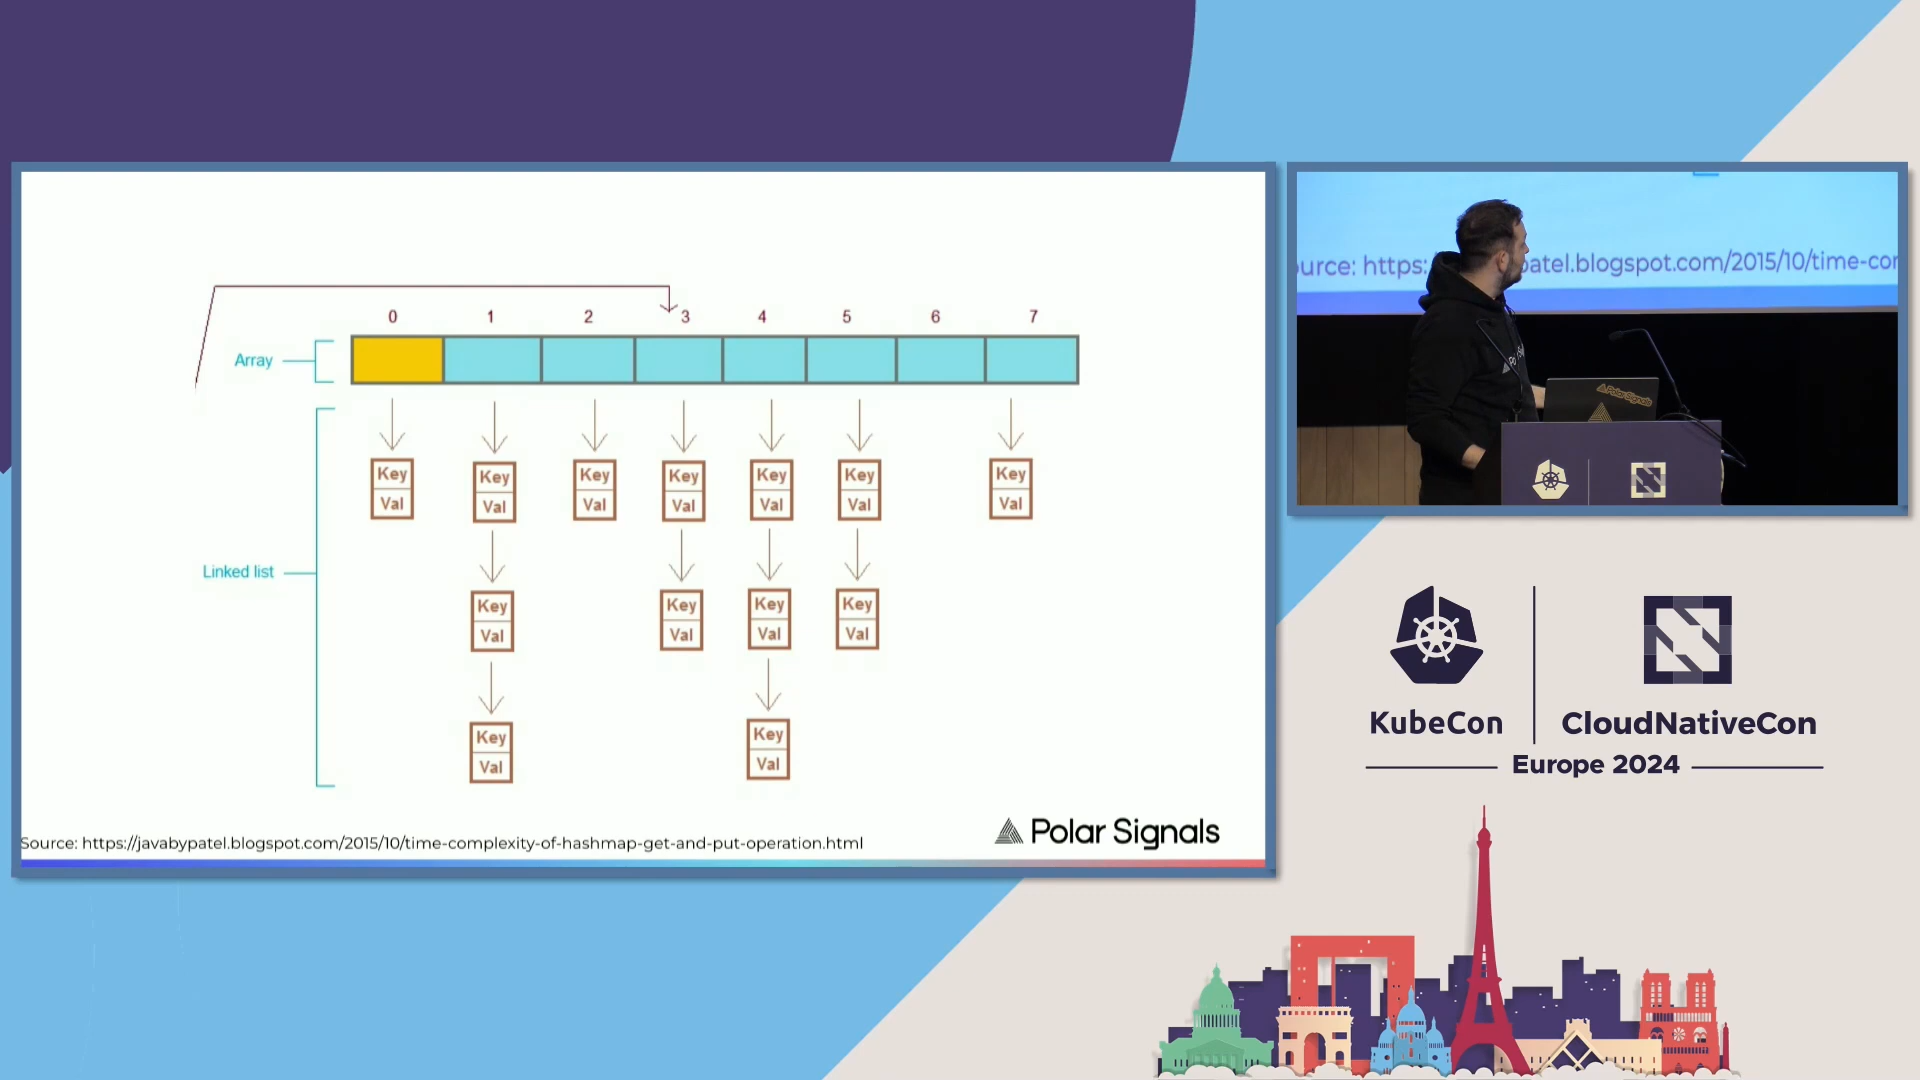 0 1 2 3 4 5 6 7
Array
Key Key Key Key Key Key Key
Val Val Val Val Val Val Val
Linked list
Key Key Key Key
Val Val Val Val
Key Key
Val Val
Source: https://javabypatel.blogspot.com/2015/10/time-complexity-of-hashmap-get-and-put-operation.html
Polar Signals
urce: https: patel.blogspot.com/2015/10/time-cor
Polar Signals
KubeCon
CloudNativeCon
Europe 2024